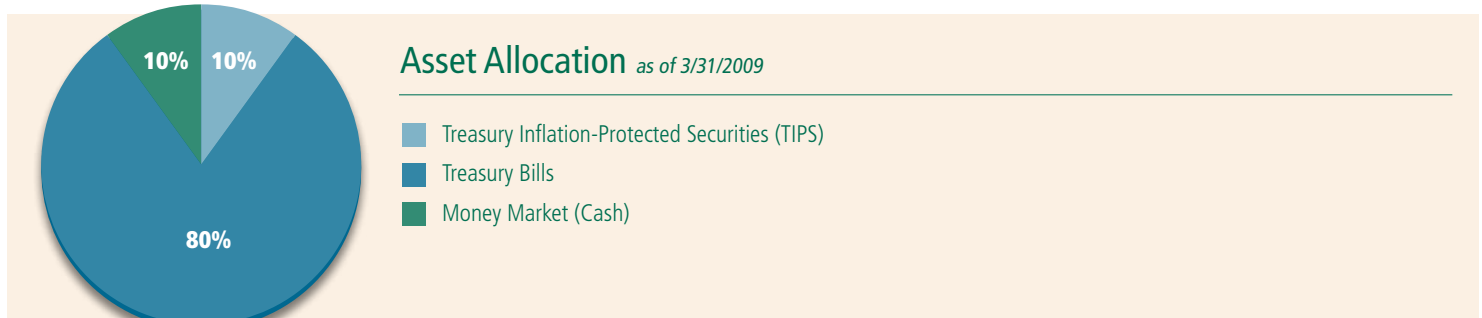 10% 10%
80%
Asset Allocation as of 3/31/2009
Treasury Inflation-Protected Securities (TIPS)
Treasury Bills
Money Market (Cash)